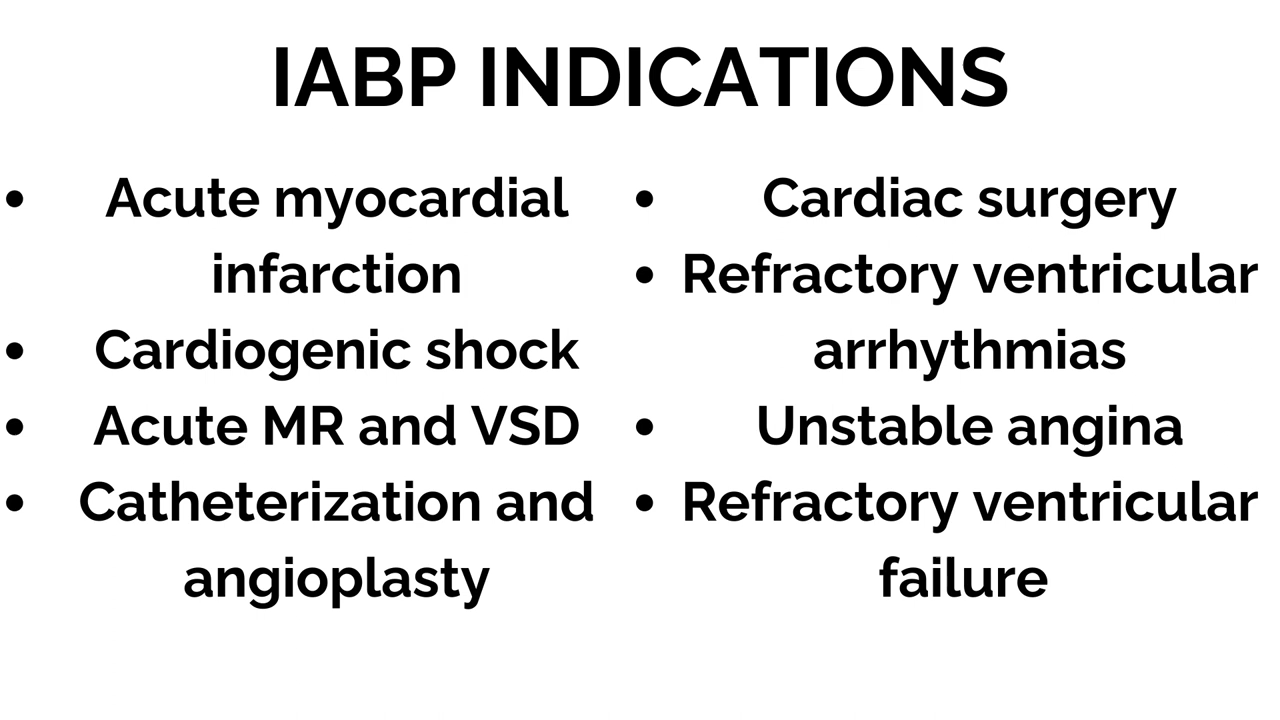 IABP INDICATIONS
• Acute myocardial
infarction
• Cardiogenic shock
• Acute MR and VSD
• Catheterization and
angioplasty
• Cardiac surgery
• Refractory ventricular
arrhythmias
• Unstable angina
• Refractory ventricular
failure